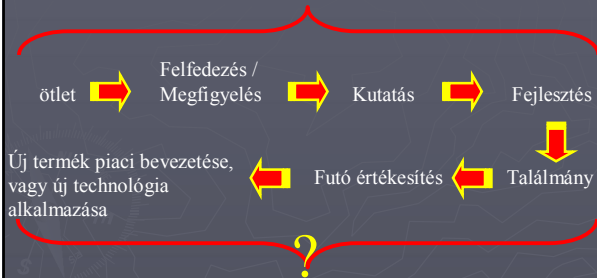 ötlet
Felfedezés /
Megfigyelés
Kutatás
Fejlesztés
Találmány
Futó értékesítés
Új termék piaci bevezetése,
vagy új technológia
alkalmazása
?